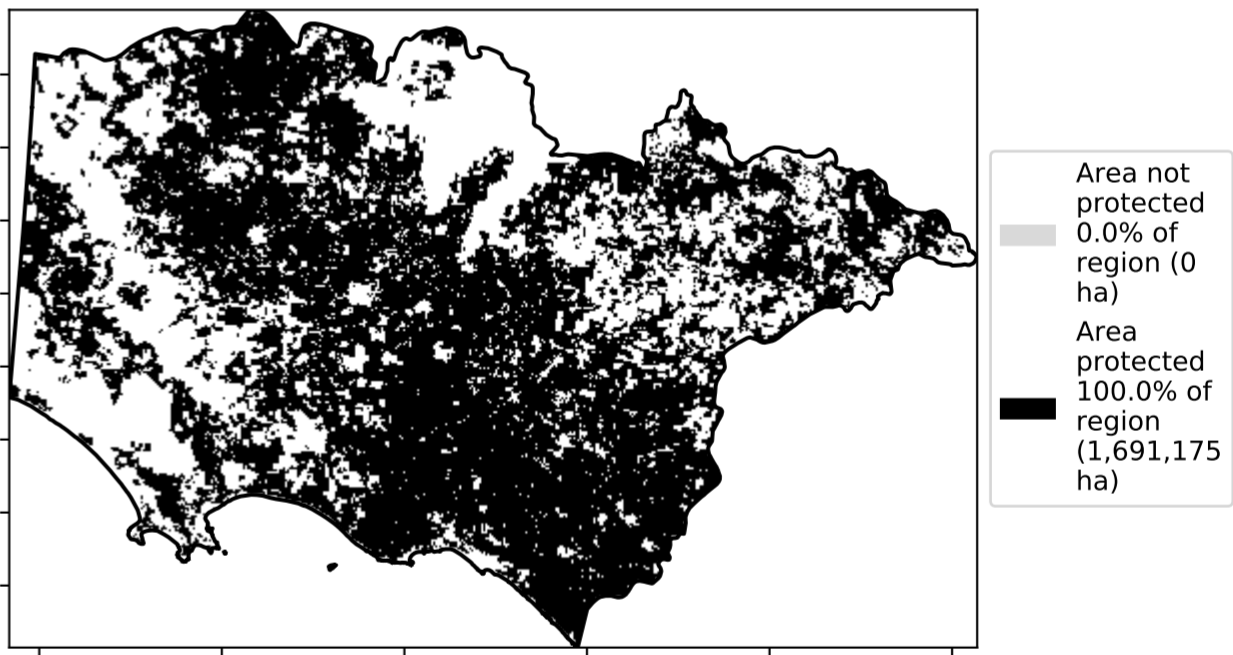 Area not
protected
0.0% of
region (0
ha)
Area
protected
100.0% of
region
(1,691,175
ha)